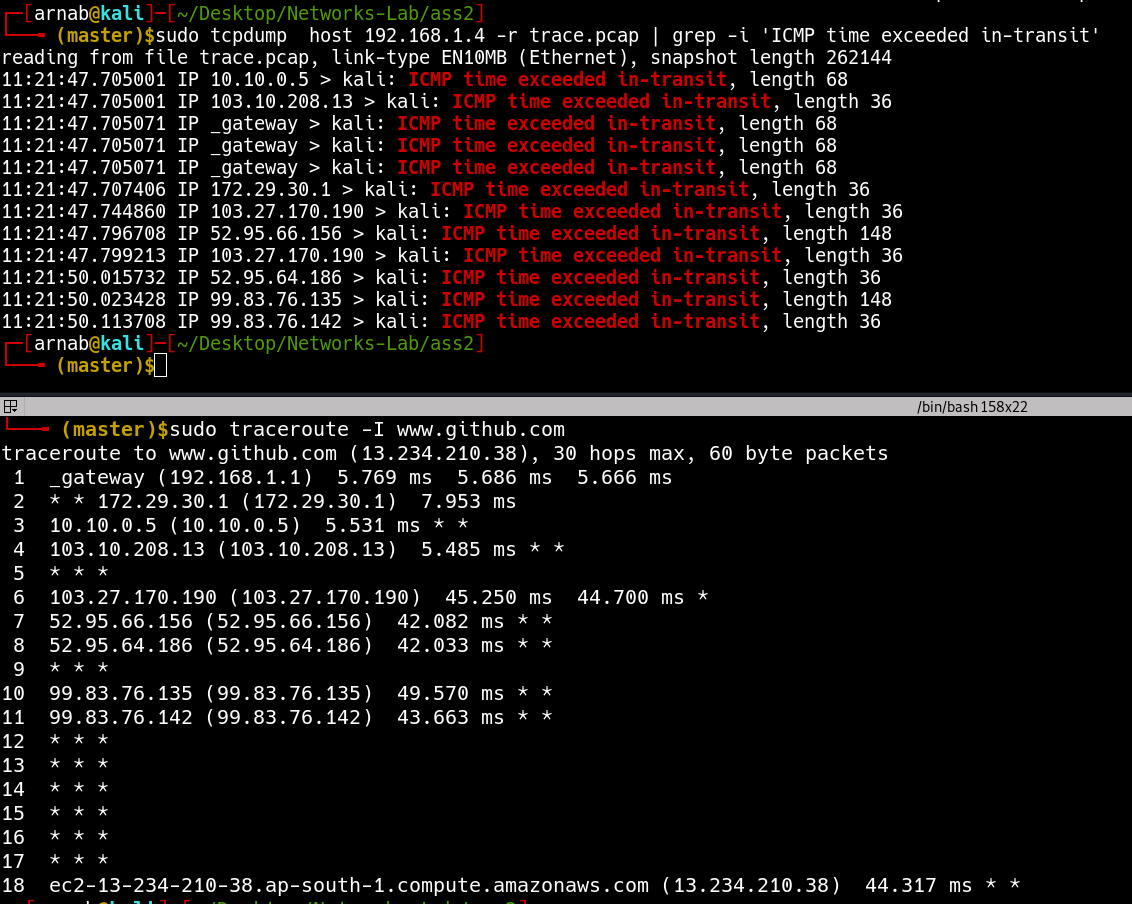 ┌─[arnab@kali]─[~/Desktop/Networks-Lab/ass2]
└──╼ (master)$sudo tcpdump  host 192.168.1.4 -r trace.pcap | grep -i 'ICMP time exceeded in-transit'
reading from file trace.pcap, link-type EN10MB (Ethernet), snapshot length 262144
11:21:47.705001 IP 10.10.0.5 > kali: ICMP time exceeded in-transit, length 68
11:21:47.705001 IP 103.10.208.13 > kali: ICMP time exceeded in-transit, length 36
11:21:47.705071 IP _gateway > kali: ICMP time exceeded in-transit, length 68
11:21:47.705071 IP _gateway > kali: ICMP time exceeded in-transit, length 68
11:21:47.705071 IP _gateway > kali: ICMP time exceeded in-transit, length 68
11:21:47.707406 IP 172.29.30.1 > kali: ICMP time exceeded in-transit, length 36
11:21:47.744860 IP 103.27.170.190 > kali: ICMP time exceeded in-transit, length 36
11:21:47.796708 IP 52.95.66.156 > kali: ICMP time exceeded in-transit, length 148
11:21:47.799213 IP 103.27.170.190 > kali: ICMP time exceeded in-transit, length 36
11:21:50.015732 IP 52.95.64.186 > kali: ICMP time exceeded in-transit, length 36
11:21:50.023428 IP 99.83.76.135 > kali: ICMP time exceeded in-transit, length 148
11:21:50.113708 IP 99.83.76.142 > kali: ICMP time exceeded in-transit, length 36
┌─[arnab@kali]─[~/Desktop/Networks-Lab/ass2]
└──╼ (master)$
/bin/bash 158x22
└──╼ (master)$sudo traceroute -I www.github.com
traceroute to www.github.com (13.234.210.38), 30 hops max, 60 byte packets
 1  _gateway (192.168.1.1)  5.769 ms  5.686 ms  5.666 ms
 2  * * 172.29.30.1 (172.29.30.1)  7.953 ms
 3  10.10.0.5 (10.10.0.5)  5.531 ms * *
 4  103.10.208.13 (103.10.208.13)  5.485 ms * *
 5  * * *
 6  103.27.170.190 (103.27.170.190)  45.250 ms  44.700 ms *
 7  52.95.66.156 (52.95.66.156)  42.082 ms * *
 8  52.95.64.186 (52.95.64.186)  42.033 ms * *
 9  * * *
10  99.83.76.135 (99.83.76.135)  49.570 ms * *
11  99.83.76.142 (99.83.76.142)  43.663 ms * *
12  * * *
13  * * *
14  * * *
15  * * *
16  * * *
17  * * *
18  ec2-13-234-210-38.ap-south-1.compute.amazonaws.com (13.234.210.38)  44.317 ms * *